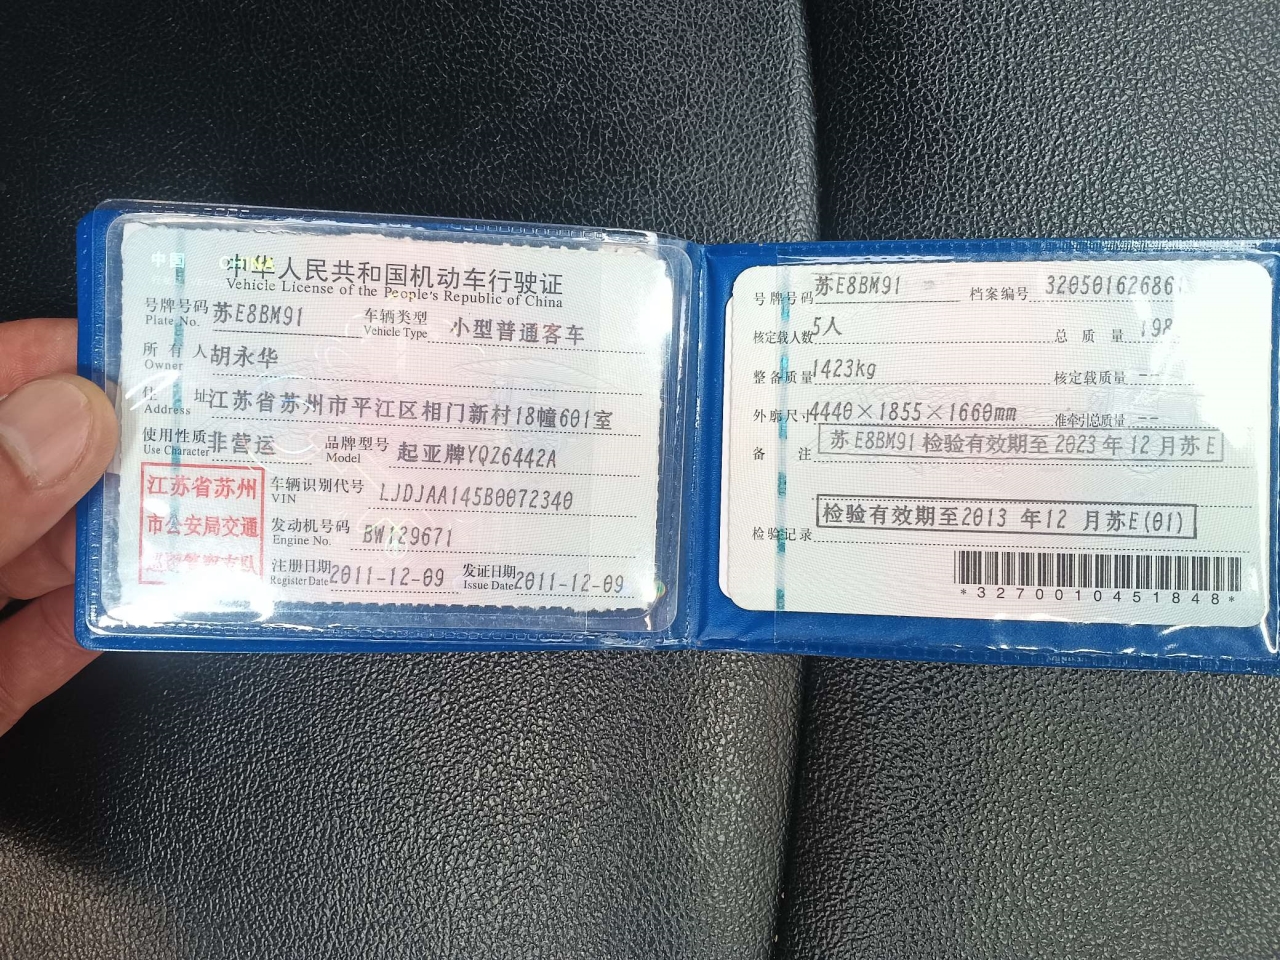 中国 CHINA
中华人民共和国机动车行驶证
Vehicle License of the People's Republic of China
号牌号码 苏E8BM91 车辆类型 小型普通客车
Plate No. Vehicle Type
所有人 胡永华
Owner
住址 江苏省苏州市平江区相门新村18幢601室
Address
使用性质 非营运 品牌型号 起亚牌YQZ6442A
Use Character Model
江苏省苏州
市公安局交通
车辆识别代号 LJDJAA145B0072340
VIN
发动机号码 BW129671
Engine No.
注册日期 2011-12-09 发证日期 2011-12-09
Register Date Issue Date
号牌号码 苏E8BM91 档案编号 32050162686
核定载人数 5人 总质量 198
整备质量 1423kg 核定载质量 --
外廓尺寸 4440×1855×1660mm 准牵引总质量 --
备注 苏E8BM91 检验有效期至 2023 年 12 月苏 E
检验记录 检验有效期至2013 年12 月苏E(01)
*3270010451848*